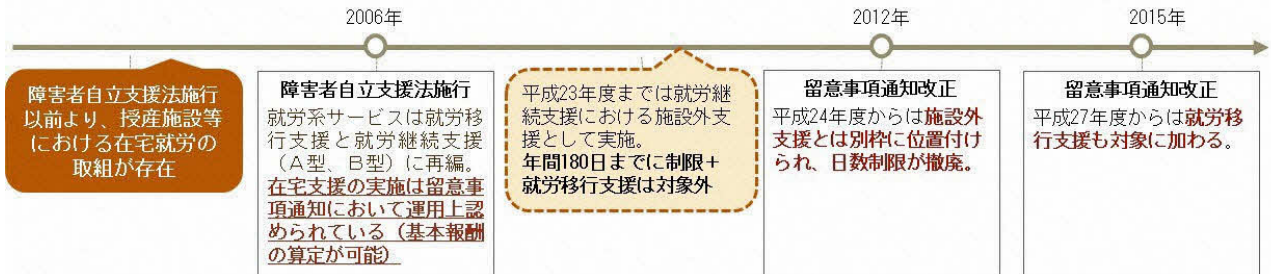 2006年
2012年
2015年
障害者自立支援法施行
以前より、授産施設等
における在宅就労の
取組が存在
障害者自立支援法施行
就労系サービスは就労移
行支援と就労継続支援
（Ａ型、Ｂ型）に再編。
在宅支援の実施は留意事
項通知において運用上認
められている（基本報酬
の算定が可能）
平成23年度までは就労継
続支援における施設外支
援として実施。
年間180日までに制限＋
就労移行支援は対象外
留意事項通知改正
平成24年度からは施設外
支援とは別枠に位置付け
られ、日数制限が撤廃。
留意事項通知改正
平成27年度からは就労移
行支援も対象に加わる。